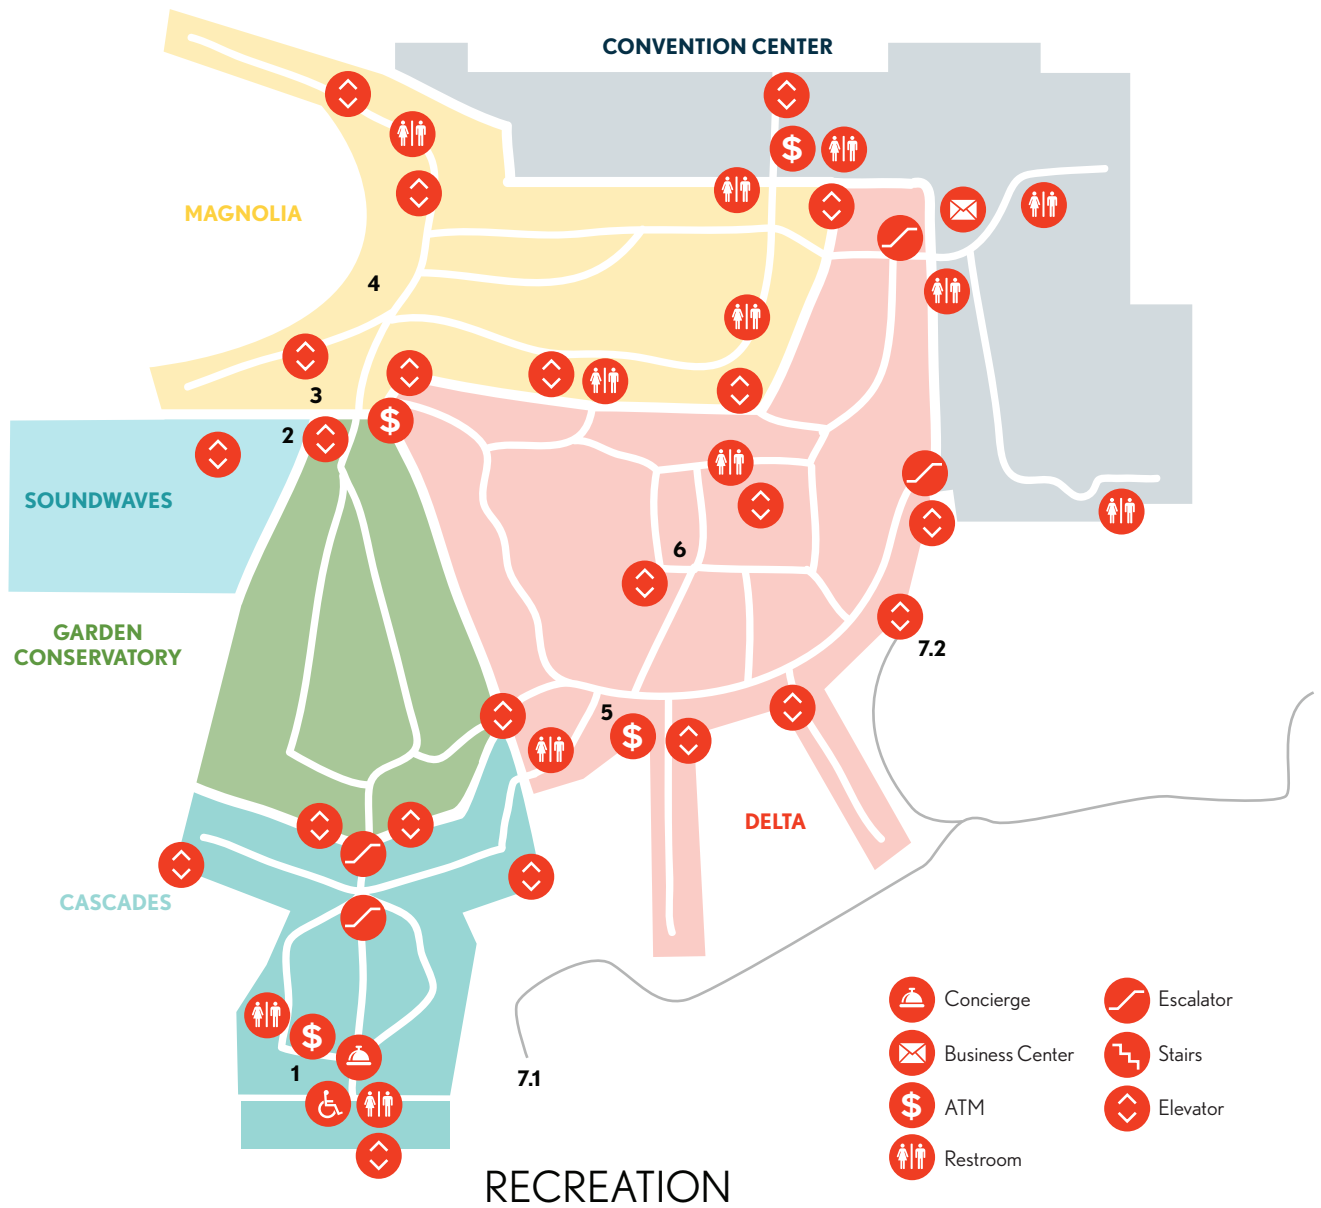 CONVENTION CENTER
$
MAGNOLIA
4
3
$
2
SOUNDWAVES
6
GARDEN
CONSERVATORY
7.2
5
$
DELTA
CASCADES
Concierge
Escalator
$
Business Center
Stairs
1
7.1
$
ATM
Elevator
Restroom
RECREATION